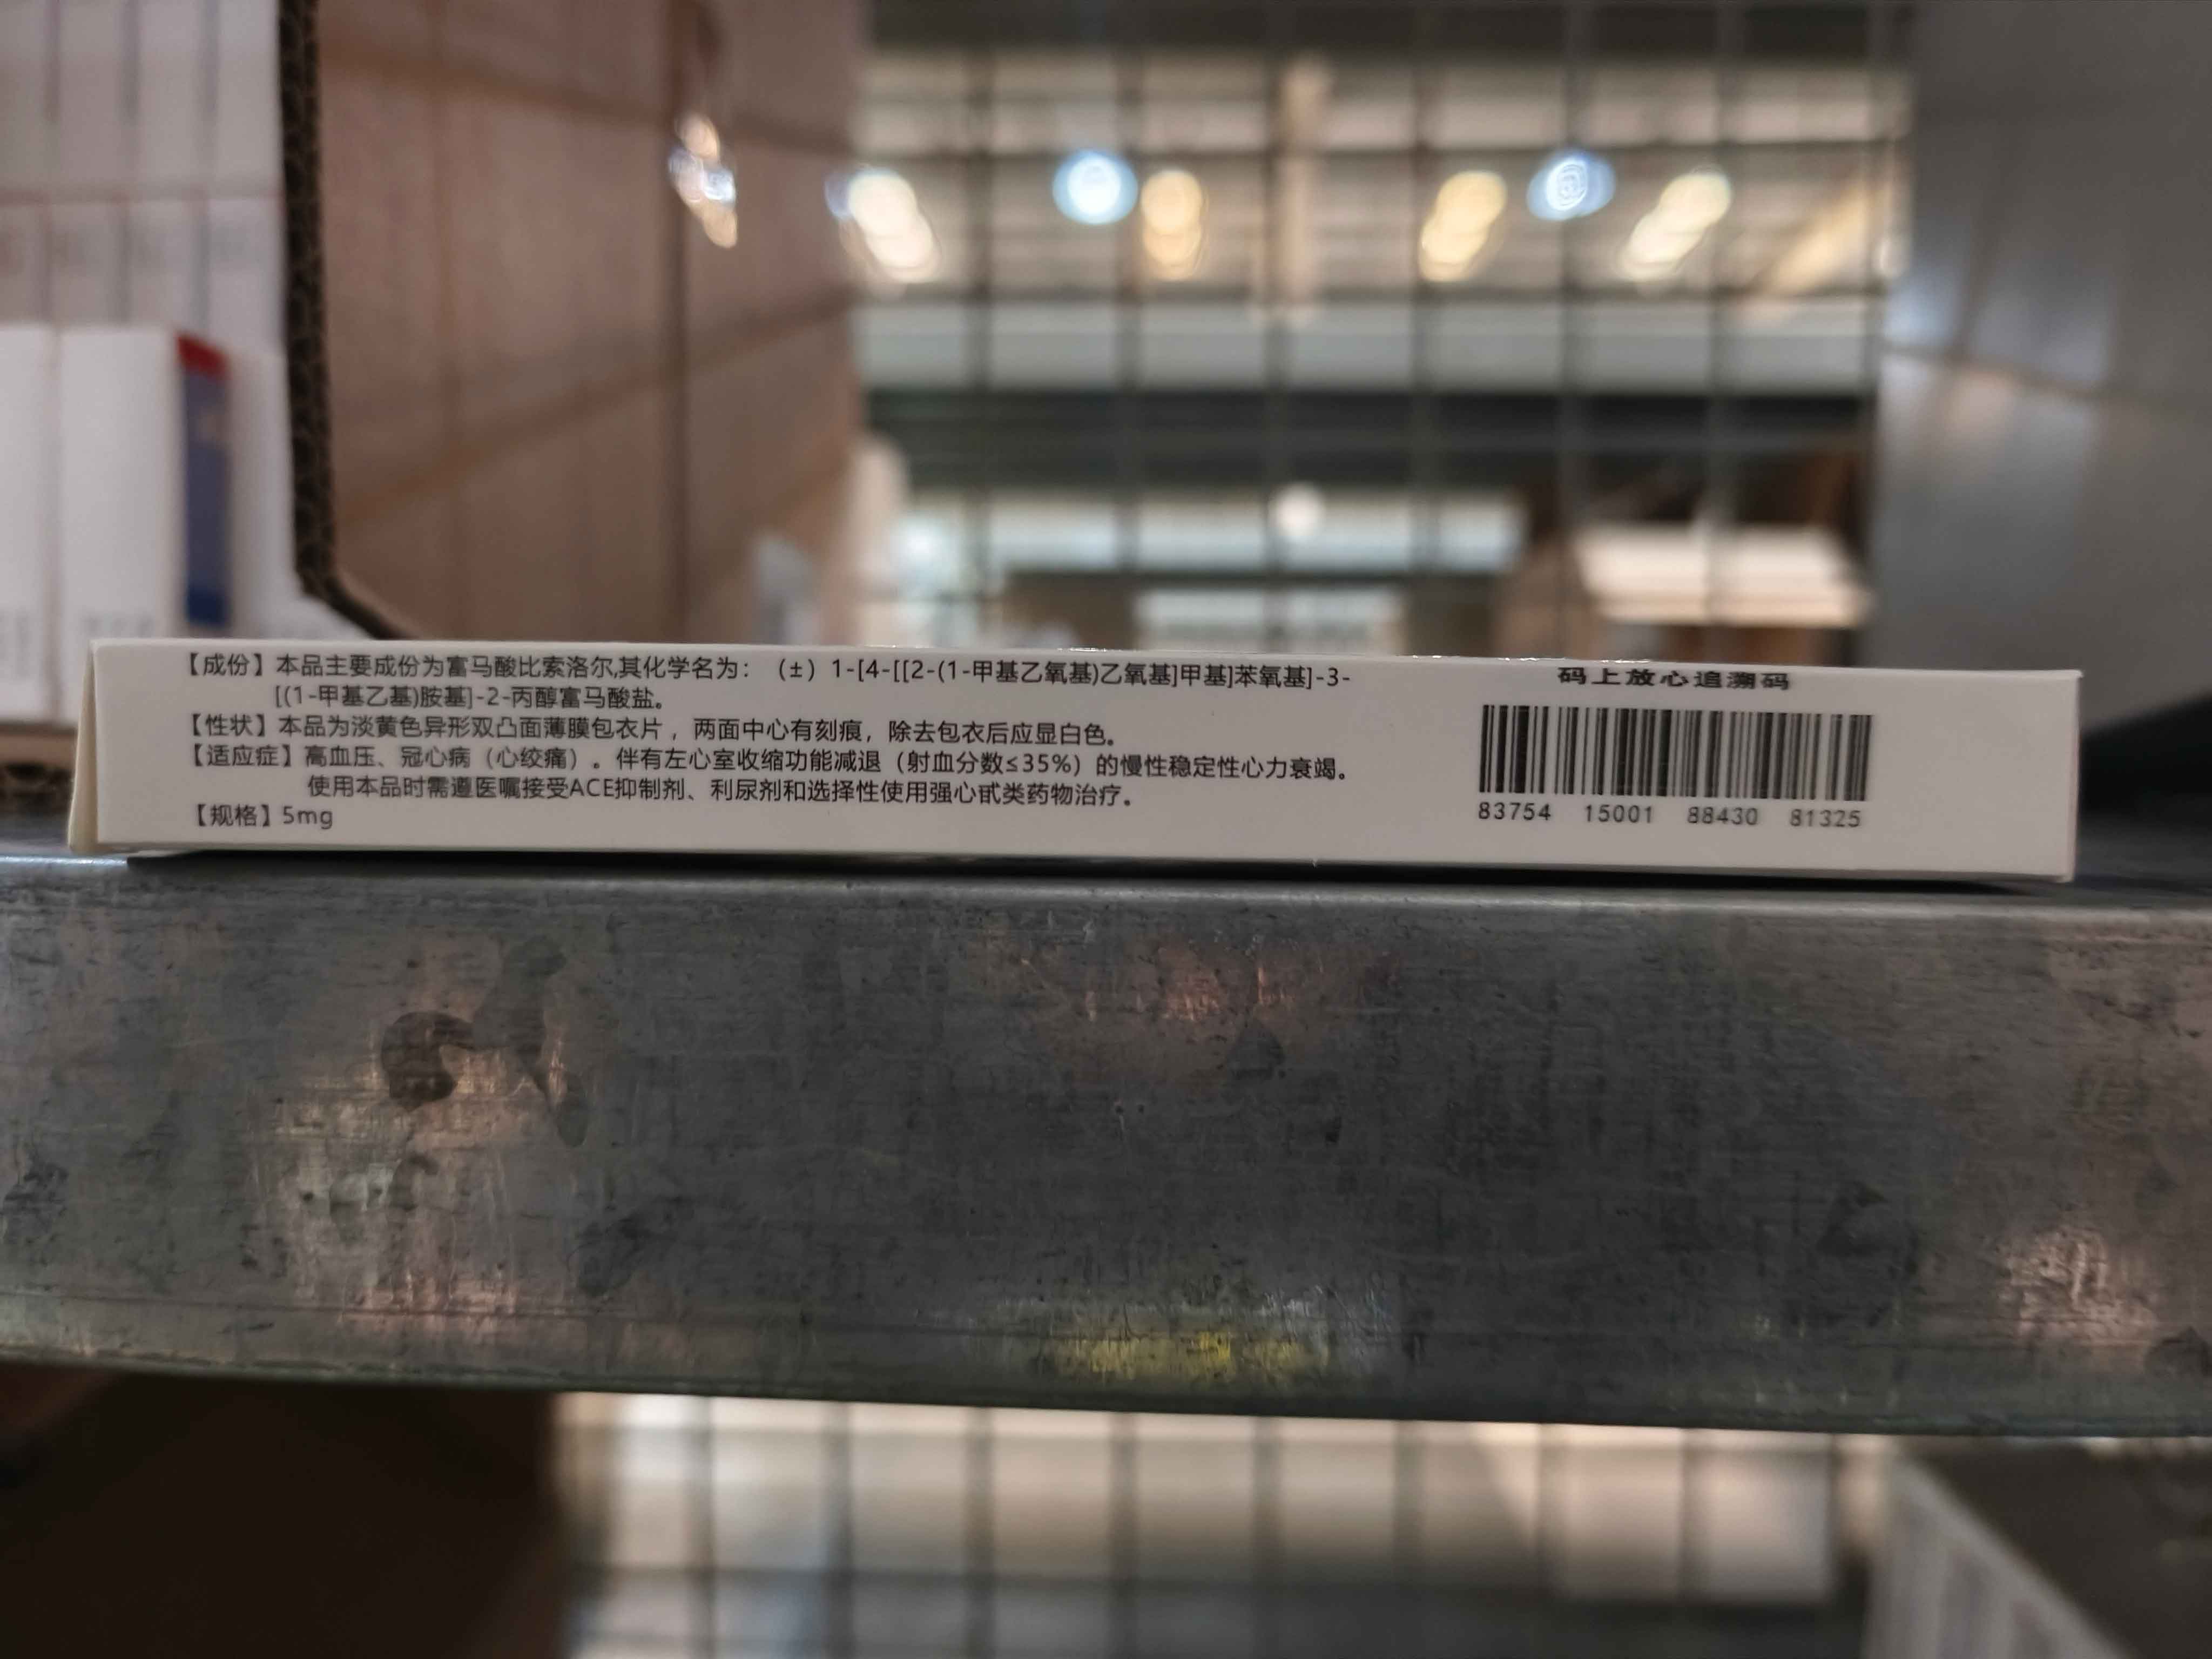 【成份】本品主要成份为富马酸比索洛尔,其化学名为：（±）1-[4-[[2-(1-甲基乙氧基)乙氧基]甲基]苯氧基]-3-
[(1-甲基乙基)胺基]-2-丙醇富马酸盐。
【性状】本品为淡黄色异形双凸面薄膜包衣片，两面中心有刻痕，除去包衣后应显白色。
【适应症】高血压、冠心病（心绞痛）。伴有左心室收缩功能减退（射血分数≤35%）的慢性稳定性心力衰竭。
使用本品时需遵医嘱接受ACE抑制剂、利尿剂和选择性使用强心甙类药物治疗。
【规格】5mg
码上放心追溯码
83754 15001 88430 81325